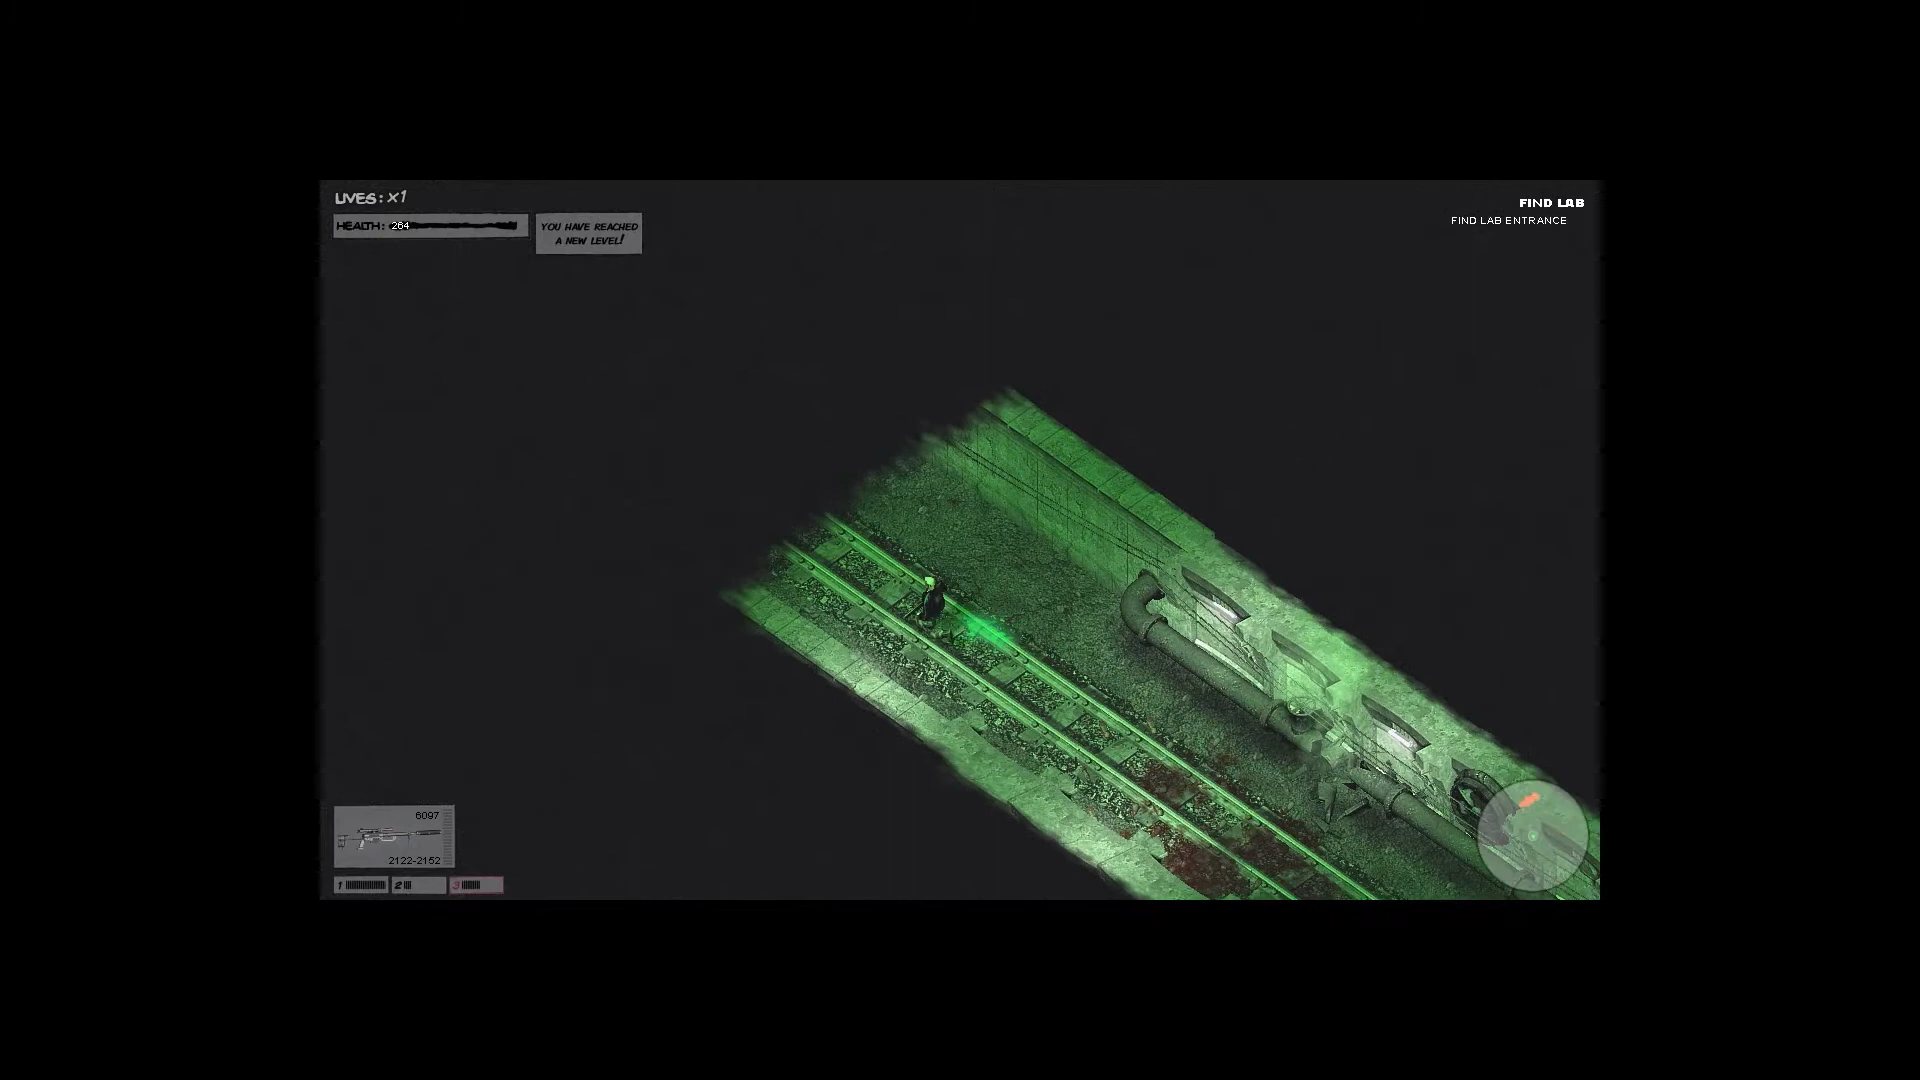 LIVES: X1
HEALTH: 264
YOU HAVE REACHED
A NEW LEVEL!
FIND LAB
FIND LAB ENTRANCE
6097
2122-2152
1 2 3